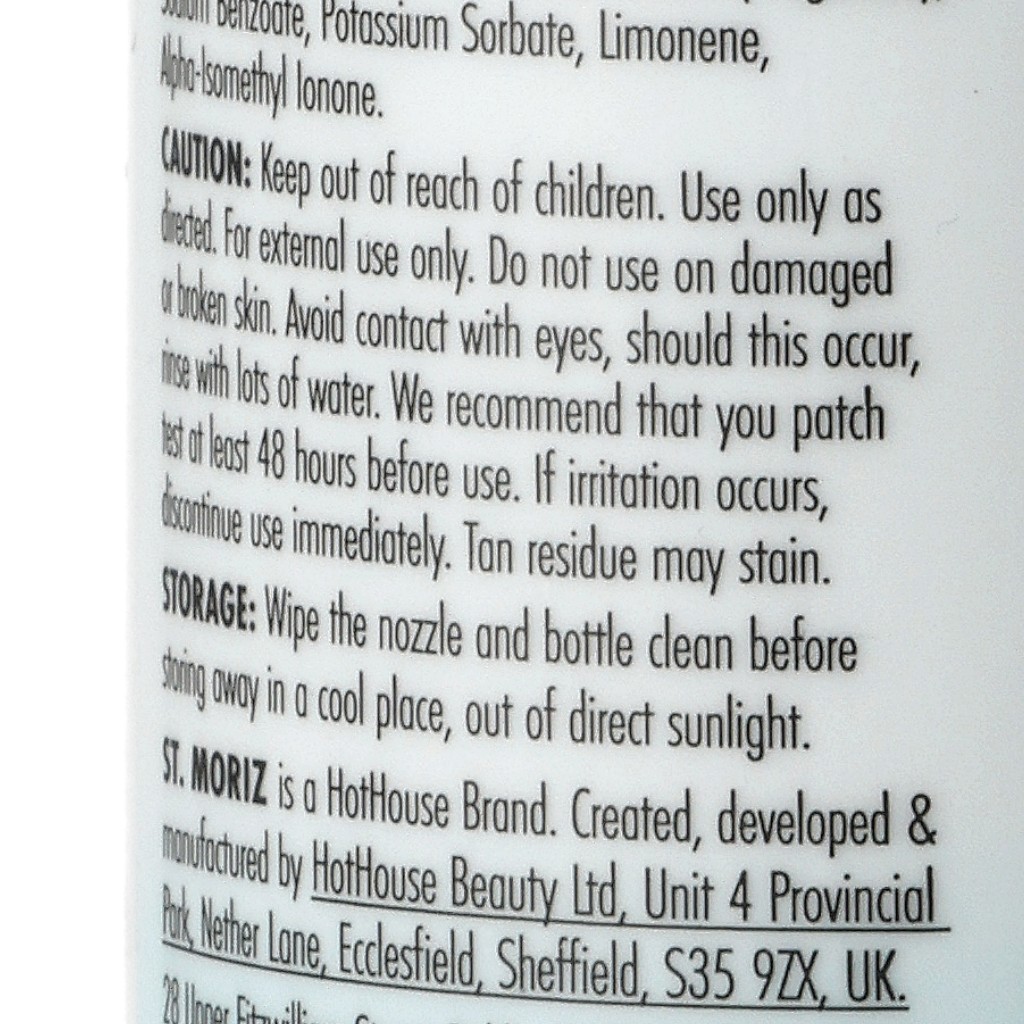 Benzoate, Potassium Sorbate, Limonene,
Alpha-Isomethyl Ionone.
CAUTION: Keep out of reach of children. Use only as
directed. For external use only. Do not use on damaged
or broken skin. Avoid contact with eyes, should this occur,
rinse with lots of water. We recommend that you patch
test at least 48 hours before use. If irritation occurs,
discontinue use immediately. Tan residue may stain.
STORAGE: Wipe the nozzle and bottle clean before
storing away in a cool place, out of direct sunlight.
ST. MORIZ is a HotHouse Brand. Created, developed &
manufactured by HotHouse Beauty Ltd, Unit 4 Provincial
Park, Nether Lane, Ecclesfield, Sheffield, S35 9ZX, UK.
28 Upper